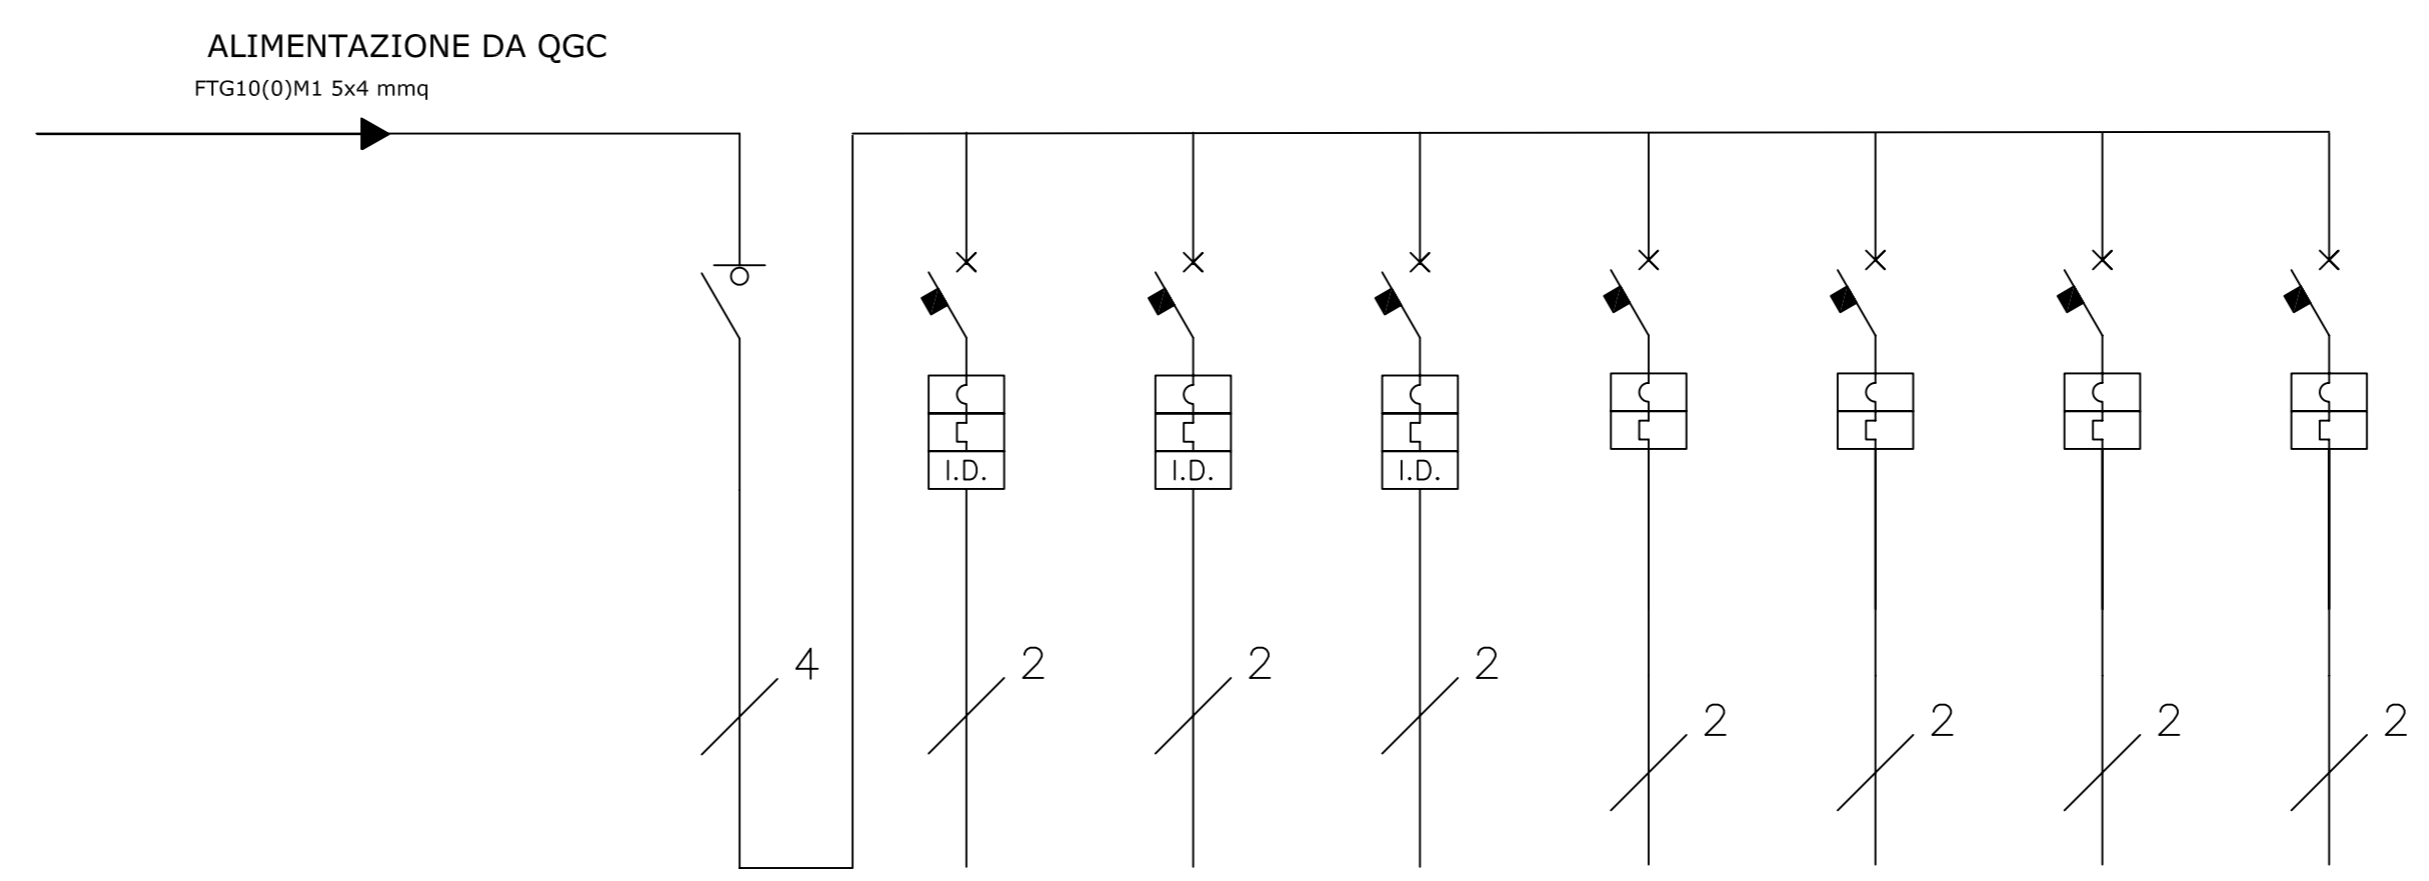 ALIMENTAZIONE DA QGC
FTG10(0)M1 5x4 mmq
I.D. I.D. I.D.
4 2 2 2
2 2 2 2